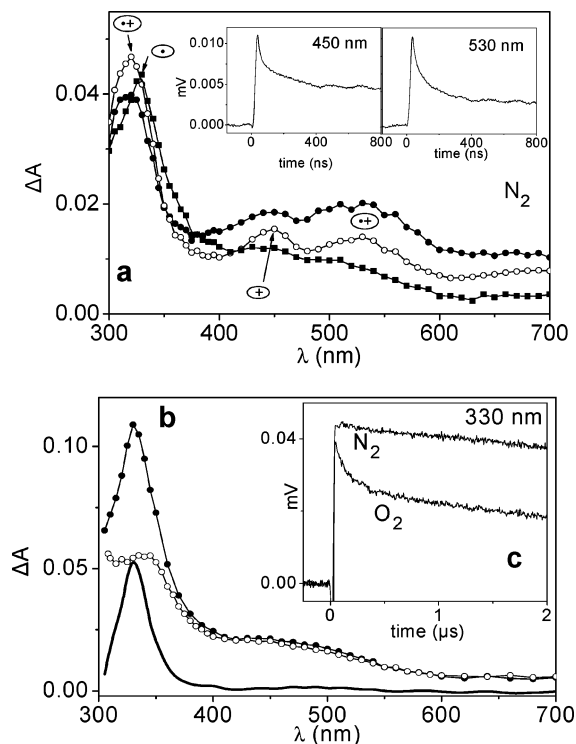 •+
•
450 nm
530 nm
0.010
0.005
0.000
mV
0 400 800
time (ns)
0 400 800
time (ns)
N2
0.04
0.02
0.00
ΔA
•+
+
a
300 400 500 600 700
λ (nm)
b
0.10
0.05
0.00
ΔA
330 nm
0.04
0.00
mV
N2
O2
c
0 1 2
time (µs)
300 400 500 600 700
λ (nm)